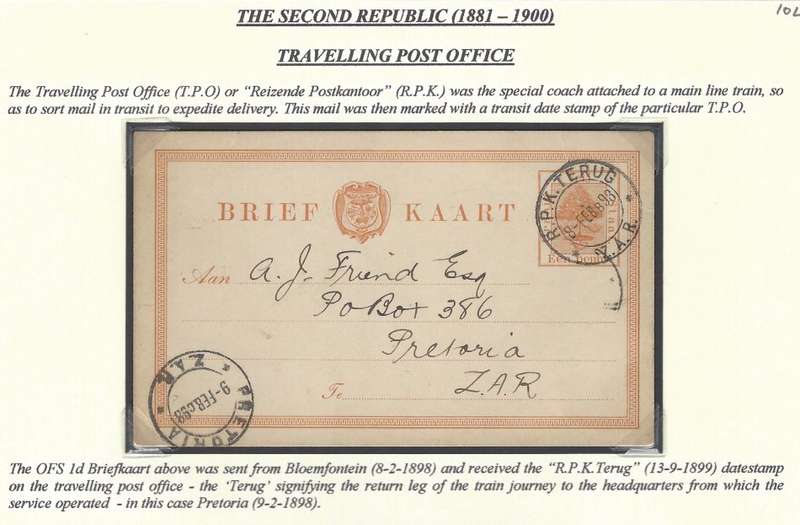 THE SECOND REPUBLIC (1881 – 1900)
10L
TRAVELLING POST OFFICE
The Travelling Post Office (T.P.O) or “Reizende Postkantoor” (R.P.K.) was the special coach attached to a main line train, so
as to sort mail in transit to expedite delivery. This mail was then marked with a transit date stamp of the particular T.P.O.
R.P.K. TERUG
8-FEB 98
Z.A.R.
BRIEF KAART
Een
Aan A. J. Friend Esq
Po Box 386
Pretoria
Te Z.A.R
Z.A.R.
9-FEB 98
PRETORIA
The OFS 1d Briefkaart above was sent from Bloemfontein (8-2-1898) and received the “R.P.K.Terug” (13-9-1899) datestamp
on the travelling post office - the ‘Terug’ signifying the return leg of the train journey to the headquarters from which the
service operated - in this case Pretoria (9-2-1898).